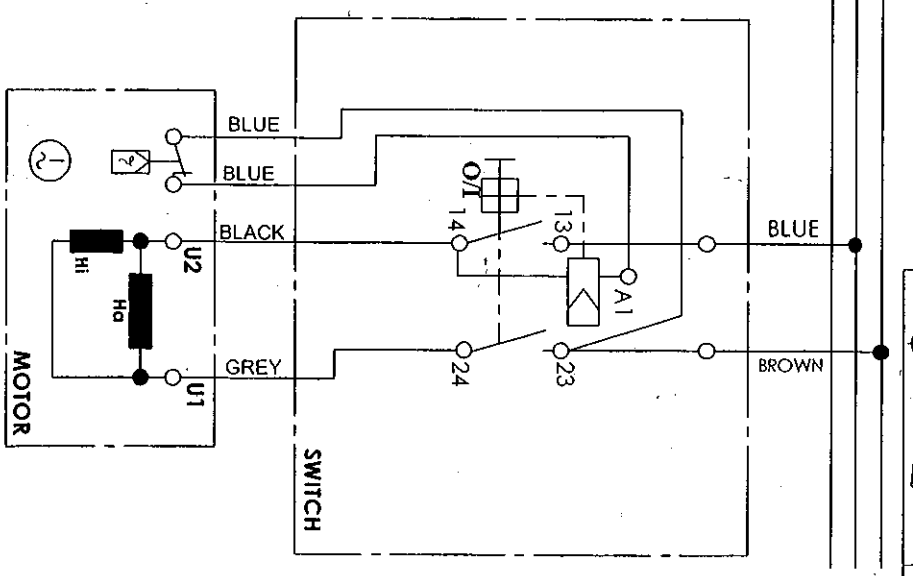 BLUE
BLUE
BLACK
GREY
U2
U1
Hi
Ha
MOTOR
O/I
14
13
A1
24
23
SWITCH
BLUE
BROWN